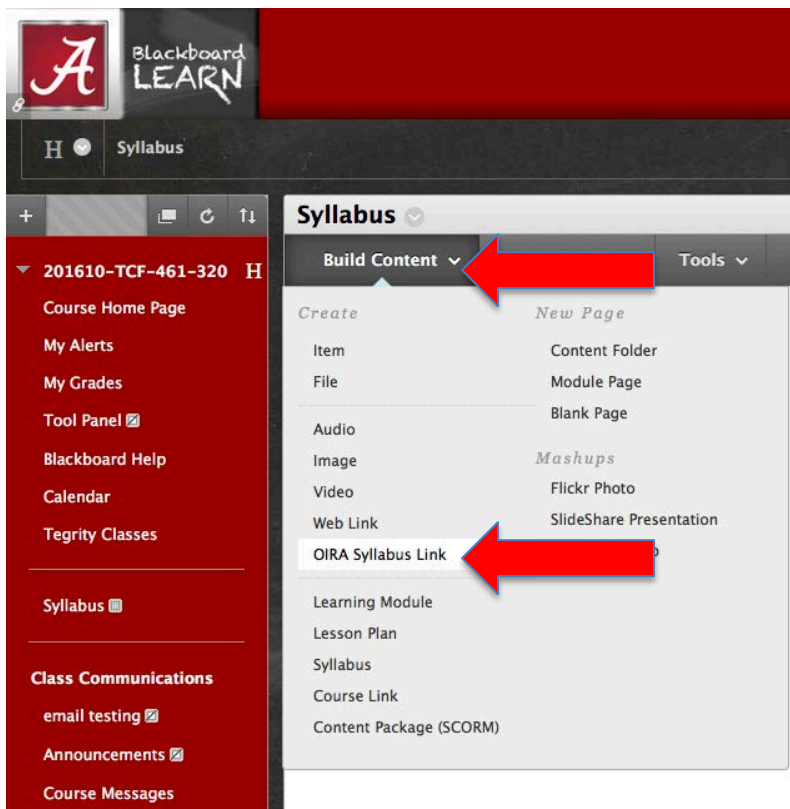 A
Blackboard
LEARN
H Syllabus
Syllabus
Build Content
Tools
201610-TCF-461-320 H
Course Home Page
My Alerts
My Grades
Tool Panel
Blackboard Help
Calendar
Tegrity Classes
Syllabus
Class Communications
email testing
Announcements
Course Messages
Create
Item
File
Audio
Image
Video
Web Link
OIRA Syllabus Link
Learning Module
Lesson Plan
Syllabus
Course Link
Content Package (SCORM)
New Page
Content Folder
Module Page
Blank Page
Mashups
Flickr Photo
SlideShare Presentation